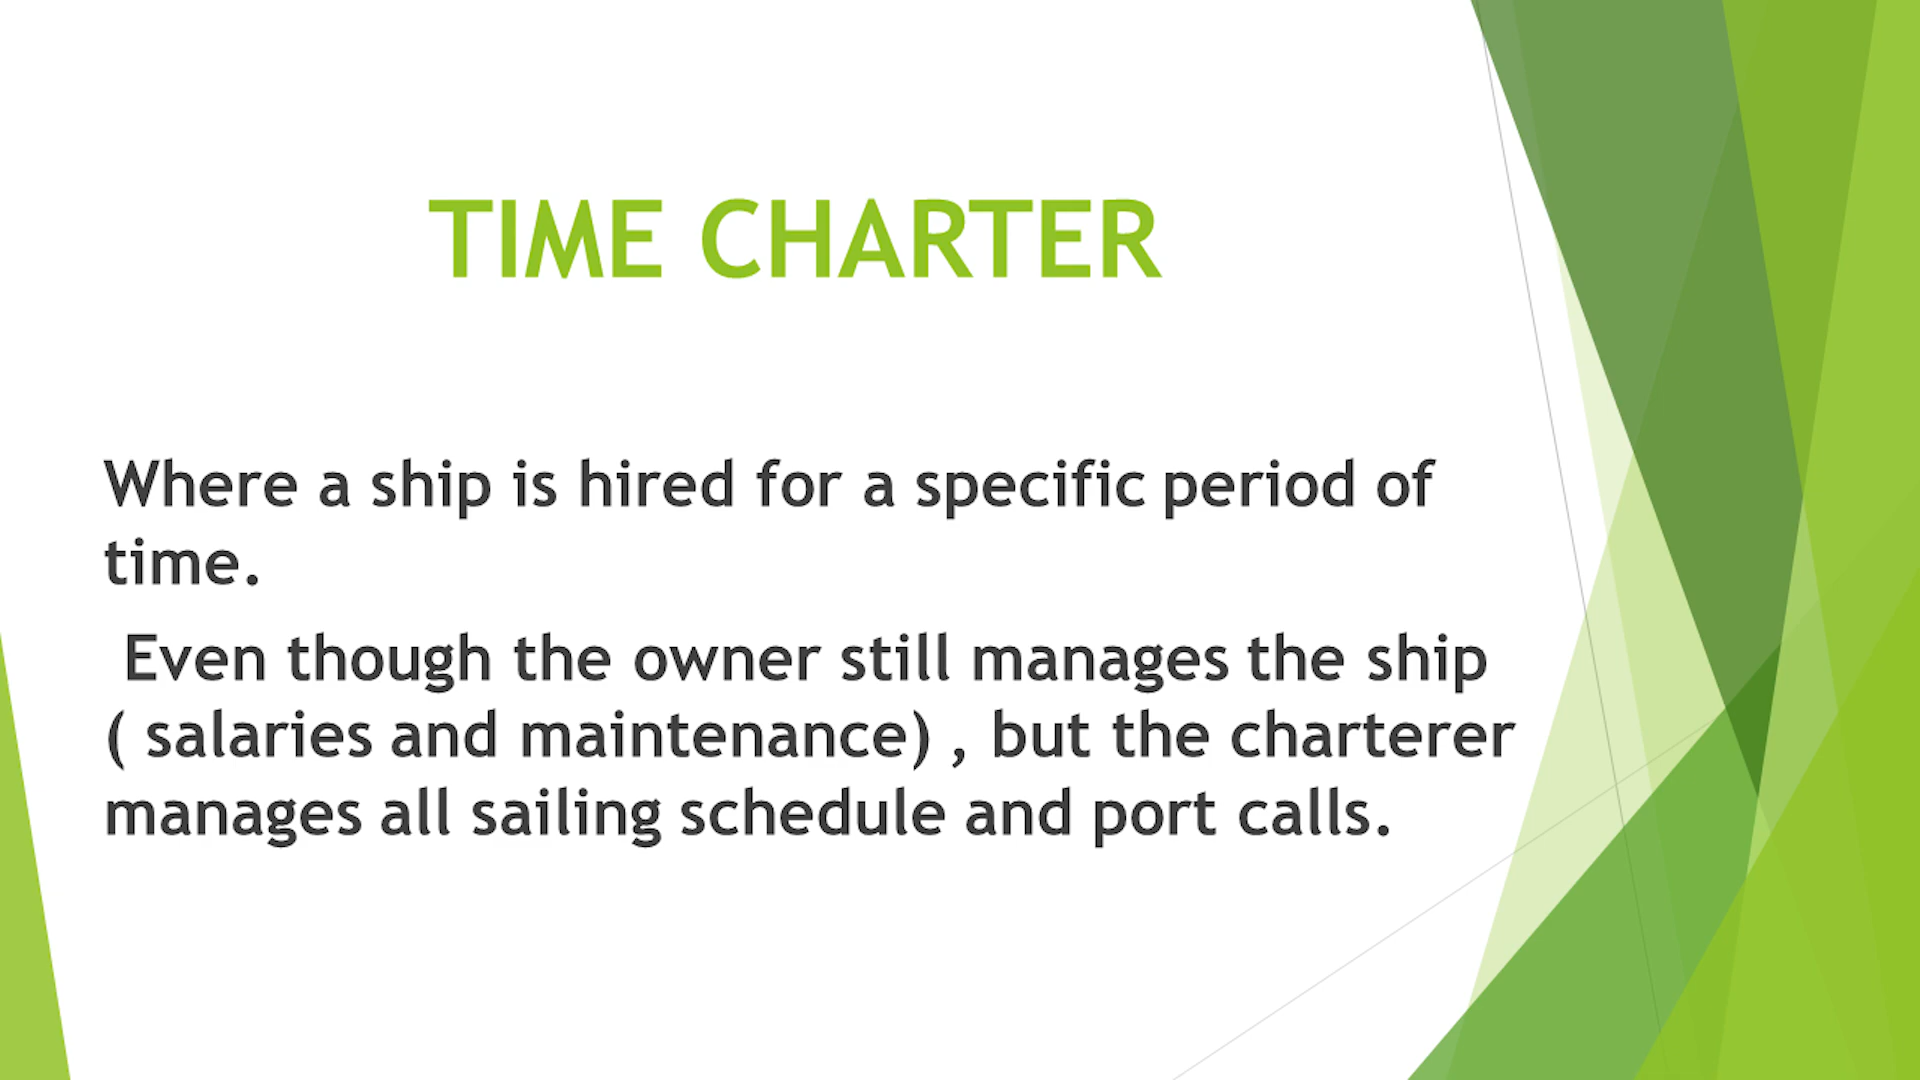 TIME CHARTER
Where a ship is hired for a specific period of
time.
Even though the owner still manages the ship
( salaries and maintenance) , but the charterer
manages all sailing schedule and port calls.